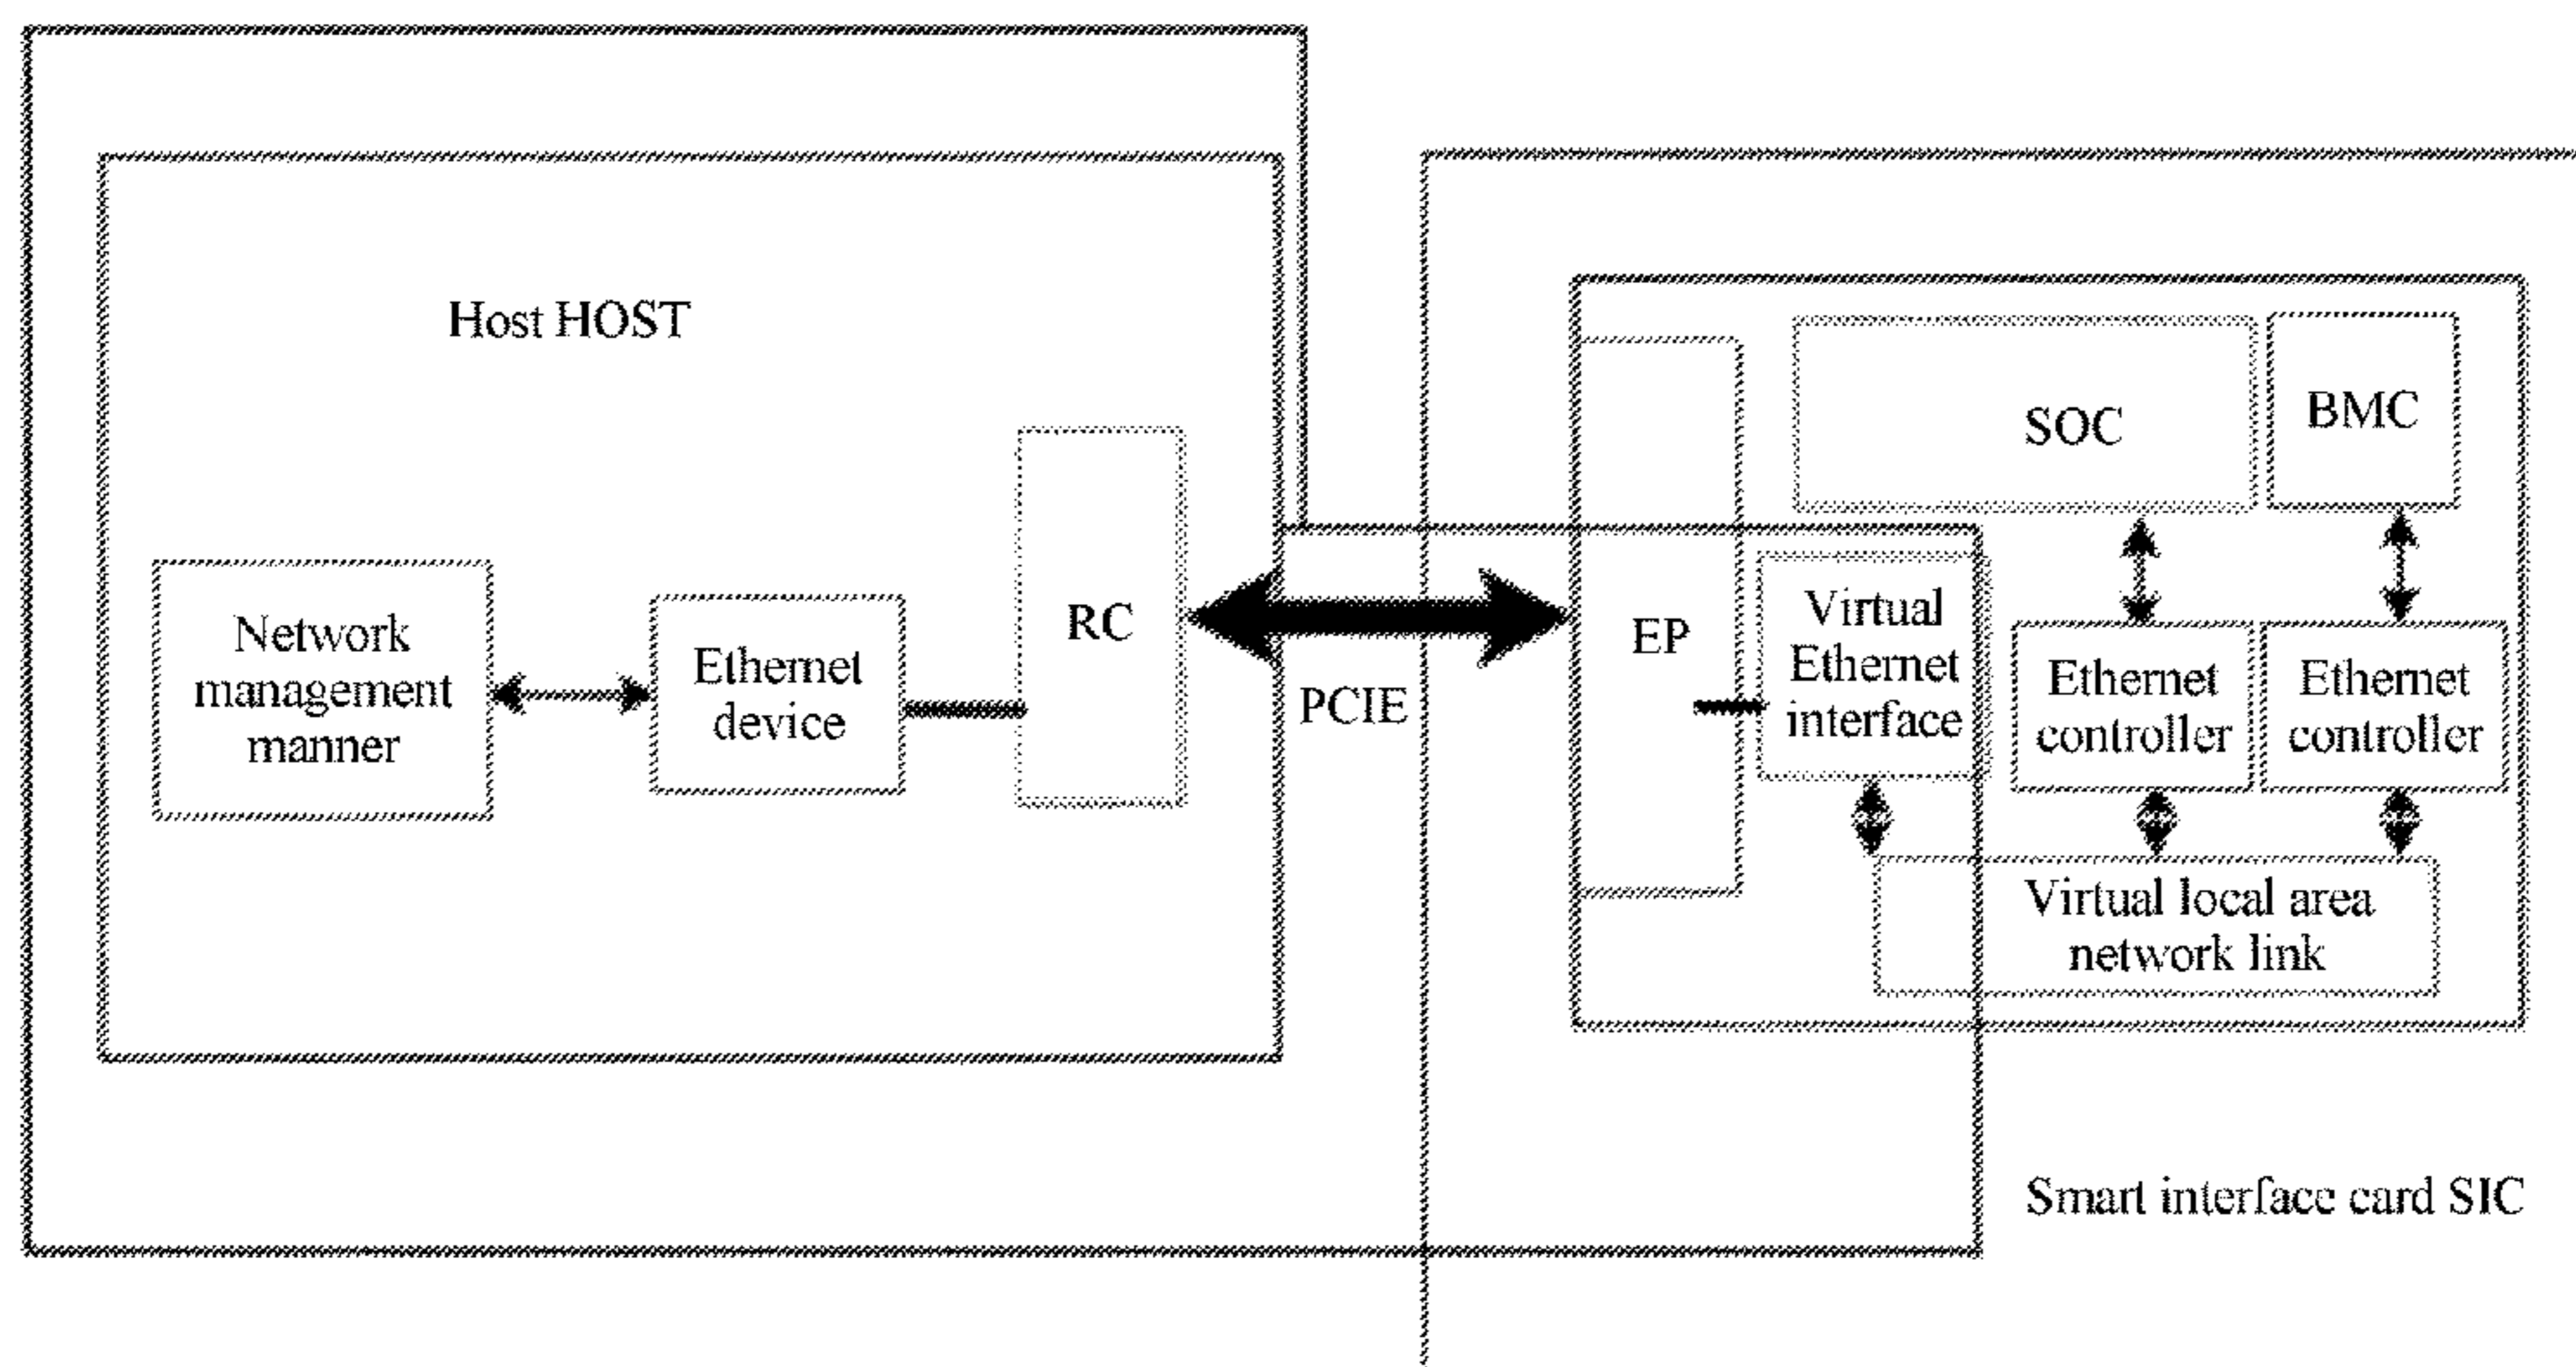 Host HOST
Network
management
manner
Ethernet
device
RC
PCIE
EP
Virtual
Ethernet
interface
SOC
BMC
Ethernet
controller
Ethernet
controller
Virtual local area
network link
Smart interface card SIC